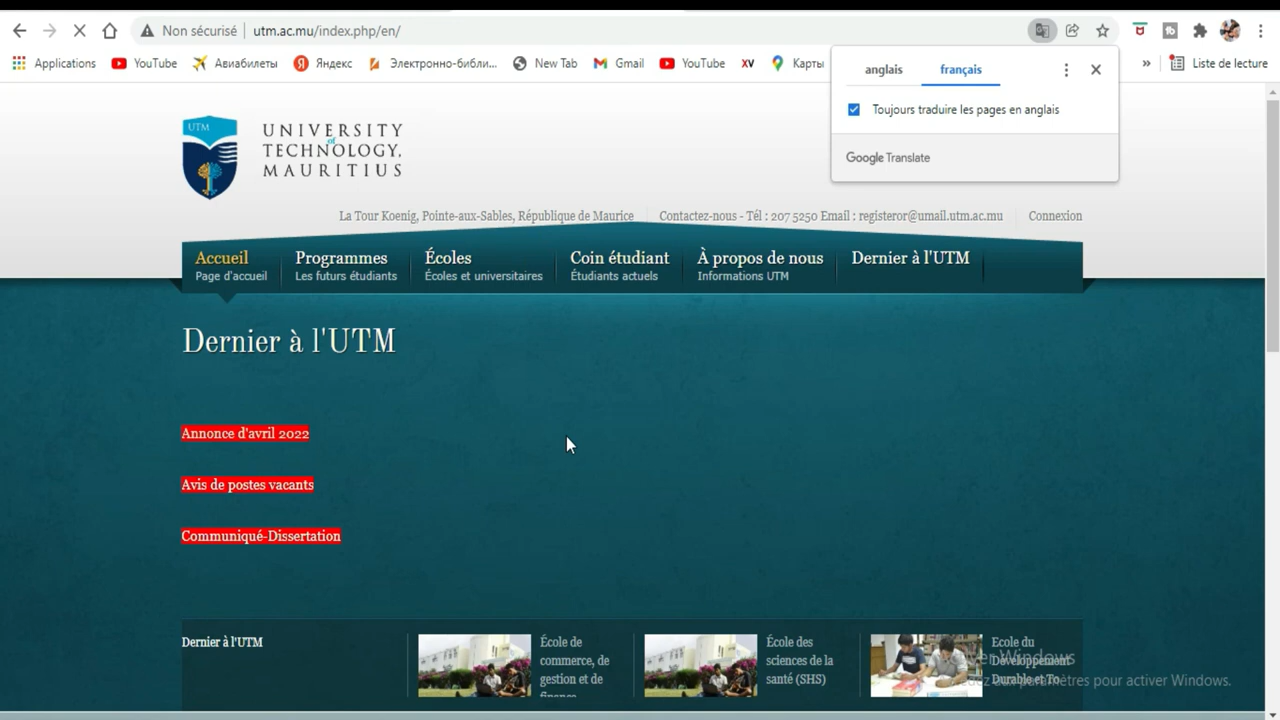 Non sécurisé utm.ac.mu/index.php/en/
Applications YouTube Авиабилеты Яндекс Электронно-библи... New Tab Gmail YouTube XV Карты » Liste de lecture
anglais français
Toujours traduire les pages en anglais
Google Translate
UTM
UNIVERSITY
of
TECHNOLOGY,
MAURITIUS
La Tour Koenig, Pointe-aux-Sables, République de Maurice Contactez-nous - Tél : 207 5250 Email : registeror@umail.utm.ac.mu Connexion
Accueil Programmes Écoles Coin étudiant À propos de nous Dernier à l'UTM
Page d'accueil Les futurs étudiants Écoles et universitaires Étudiants actuels Informations UTM
Dernier à l'UTM
Annonce d'avril 2022
Avis de postes vacants
Communiqué-Dissertation
Dernier à l'UTM
École de
commerce, de
gestion et de
finance
École des
sciences de la
santé (SHS)
Ecole du
Développement
Durable et To
Windows
paramètres pour activer Windows.